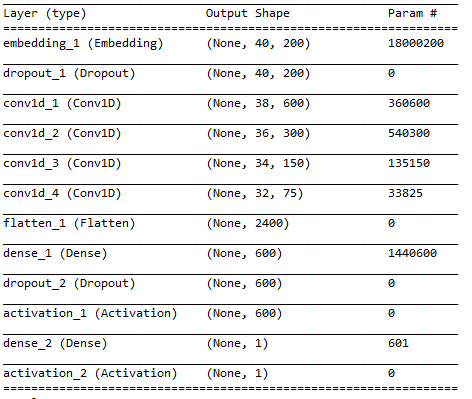 Layer (type) Output Shape Param #
embedding_1 (Embedding) (None, 40, 200) 18000200
dropout_1 (Dropout) (None, 40, 200) 0
conv1d_1 (Conv1D) (None, 38, 600) 360600
conv1d_2 (Conv1D) (None, 36, 300) 540300
conv1d_3 (Conv1D) (None, 34, 150) 135150
conv1d_4 (Conv1D) (None, 32, 75) 33825
flatten_1 (Flatten) (None, 2400) 0
dense_1 (Dense) (None, 600) 1440600
dropout_2 (Dropout) (None, 600) 0
activation_1 (Activation) (None, 600) 0
dense_2 (Dense) (None, 1) 601
activation_2 (Activation) (None, 1) 0